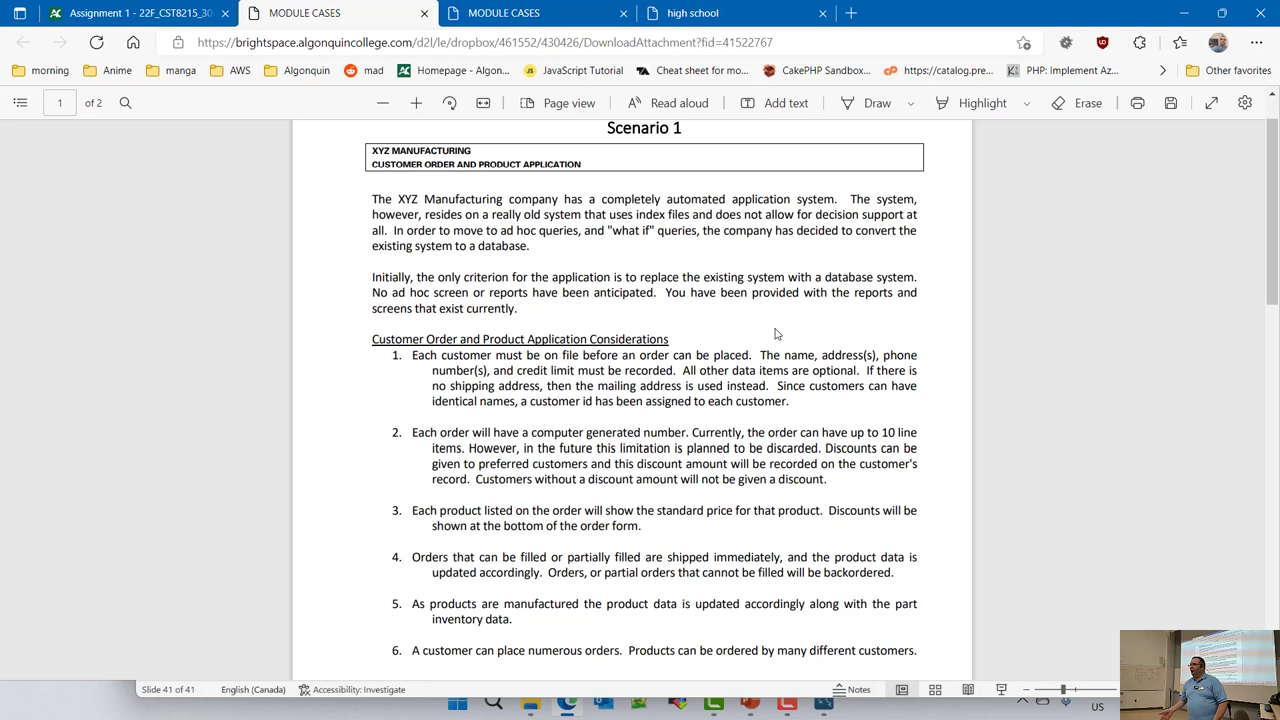 Assignment 1 - 22F_CST8215_30
MODULE CASES
MODULE CASES
high school
https://brightspace.algonquincollege.com/d2l/le/dropbox/461552/430426/DownloadAttachment?fid=41522767
morning
Anime
manga
AWS
Algonquin
mad
Homepage - Algon...
JavaScript Tutorial
Cheat sheet for mo...
CakePHP Sandbox...
https://catalog.pre...
PHP: Implement Az...
Other favorites
1 of 2
Page view
Read aloud
Add text
Draw
Highlight
Erase
Scenario 1
XYZ MANUFACTURING
CUSTOMER ORDER AND PRODUCT APPLICATION
The XYZ Manufacturing company has a completely automated application system. The system,
however, resides on a really old system that uses index files and does not allow for decision support at
all. In order to move to ad hoc queries, and "what if" queries, the company has decided to convert the
existing system to a database.
Initially, the only criterion for the application is to replace the existing system with a database system.
No ad hoc screen or reports have been anticipated. You have been provided with the reports and
screens that exist currently.
Customer Order and Product Application Considerations
1. Each customer must be on file before an order can be placed. The name, address(s), phone
number(s), and credit limit must be recorded. All other data items are optional. If there is
no shipping address, then the mailing address is used instead. Since customers can have
identical names, a customer id has been assigned to each customer.
2. Each order will have a computer generated number. Currently, the order can have up to 10 line
items. However, in the future this limitation is planned to be discarded. Discounts can be
given to preferred customers and this discount amount will be recorded on the customer's
record. Customers without a discount amount will not be given a discount.
3. Each product listed on the order will show the standard price for that product. Discounts will be
shown at the bottom of the order form.
4. Orders that can be filled or partially filled are shipped immediately, and the product data is
updated accordingly. Orders, or partial orders that cannot be filled will be backordered.
5. As products are manufactured the product data is updated accordingly along with the part
inventory data.
6. A customer can place numerous orders. Products can be ordered by many different customers.
Slide 41 of 41
English (Canada)
Accessibility: Investigate
Notes
US